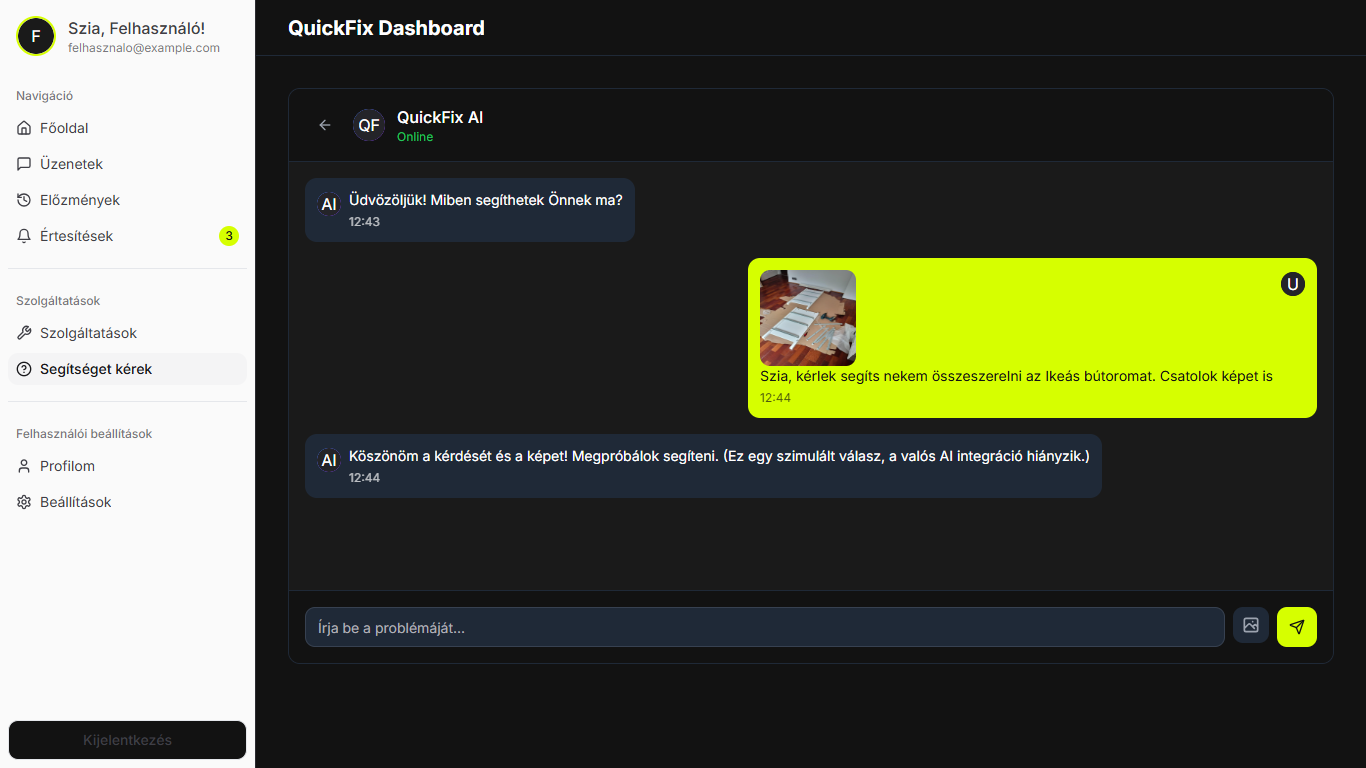 F
Szia, Felhasználó!
felhasznalo@example.com
Navigáció
Főoldal
Üzenetek
Előzmények
Értesítések
3
Szolgáltatások
Szolgáltatások
Segítséget kérek
Felhasználói beállítások
Profilom
Beállítások
Kijelentkezés
QuickFix Dashboard
QF
QuickFix AI
Online
AI
Üdvözöljük! Miben segíthetek Önnek ma?
12:43
U
Szia, kérlek segíts nekem összeszerelni az Ikeás bútoromat. Csatolok képet is
12:44
AI
Köszönöm a kérdését és a képet! Megpróbálok segíteni. (Ez egy szimulált válasz, a valós AI integráció hiányzik.)
12:44
Írja be a problémáját...